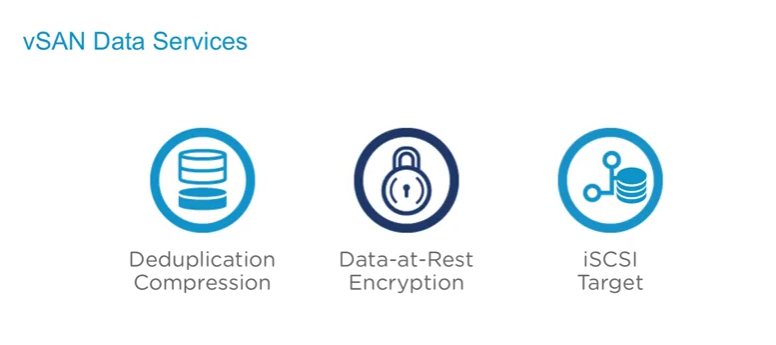 vSAN Data Services
Deduplication
Compression
Data-at-Rest
Encryption
iSCSI
Target